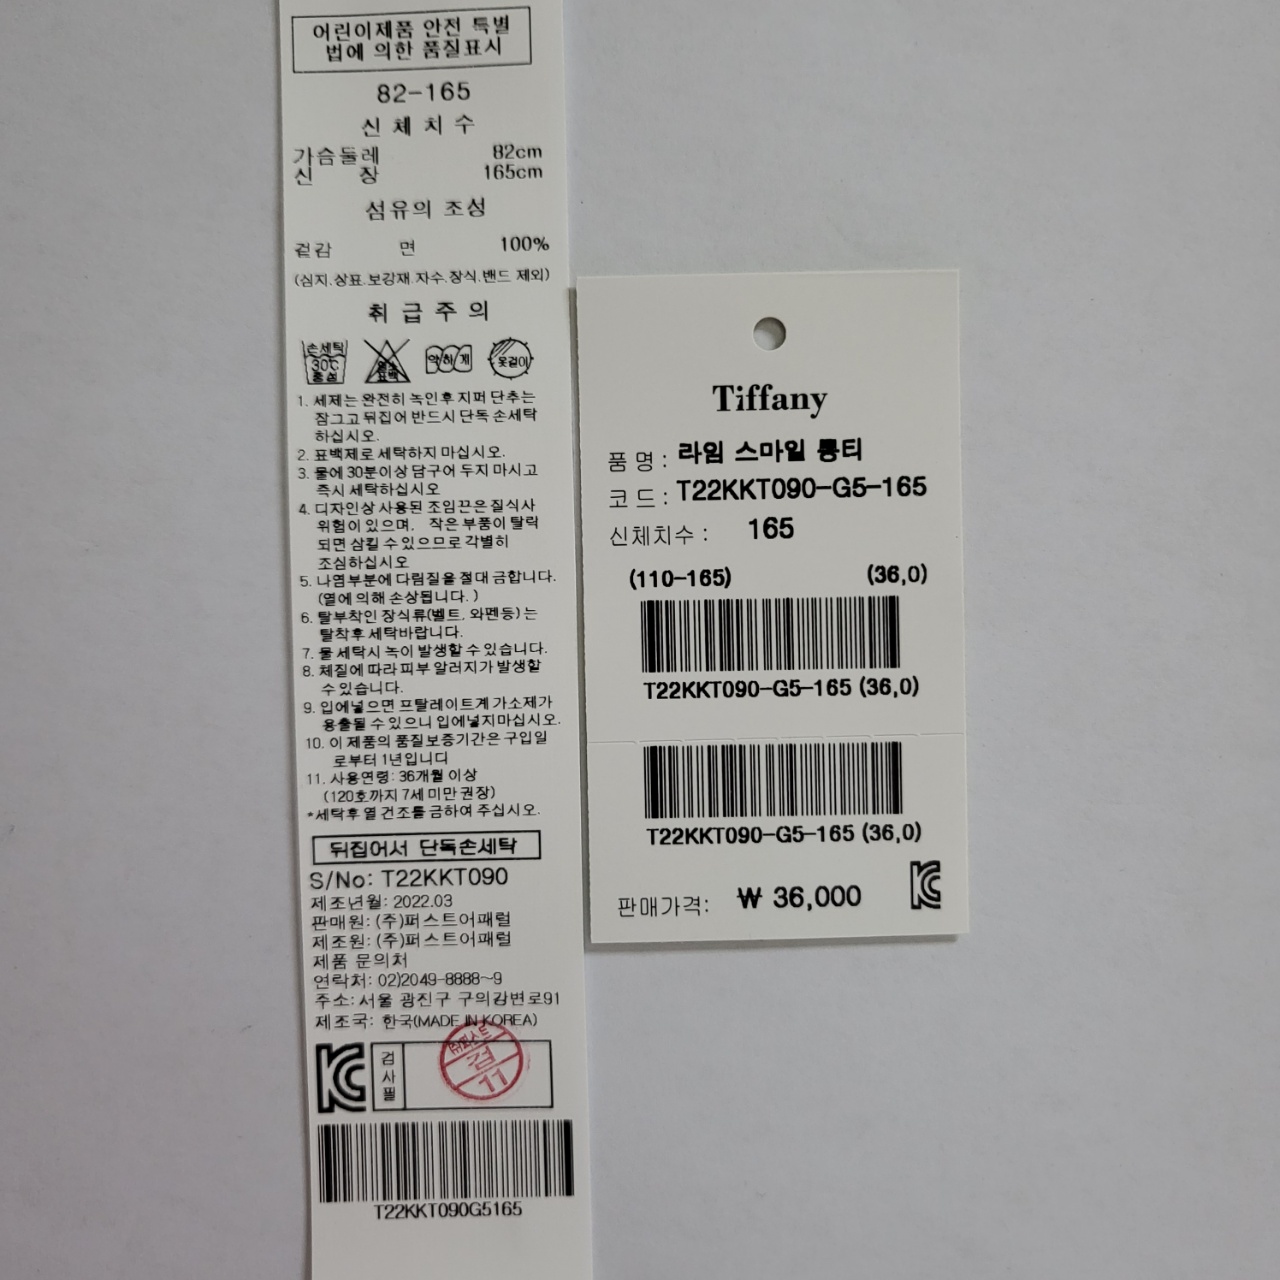 어린이제품 안전 특별
법에 의한 품질표시
82-165
신 체 치 수
가슴둘레 82cm
신 장 165cm
섬유의 조성
겉감 면 100%
(심지.상표.보강재.자수.장식.밴드 제외)
취 급 주 의
손세탁
30℃
중성
염소
표백
약하게
옷걸이
1. 세제는 완전히 녹인후 지퍼 단추는
잠그고 뒤집어 반드시 단독 손세탁
하십시오.
2. 표백제로 세탁하지 마십시오.
3. 물에 30분이상 담구어 두지 마시고
즉시 세탁하십시오
4. 디자인상 사용된 조임끈은 질식사
위험이 있으며, 작은 부품이 탈락
되면 삼킬 수 있으므로 각별히
조심하십시오
5. 나염부분에 다림질을 절대 금합니다.
(열에 의해 손상됩니다. )
6. 탈부착인 장식류(벨트, 와펜등) 는
탈착후 세탁바랍니다.
7. 물 세탁시 녹이 발생할 수 있습니다.
8. 체질에 따라 피부 알러지가 발생할
수 있습니다.
9. 입에넣으면 프탈레이트계 가소제가
용출될 수 있으니 입에넣지마십시오.
10. 이 제품의 품질보증기간은 구입일
로부터 1년입니다
11. 사용연령: 36개월 이상
(120호까지 7세 미만 권장)
*세탁후 열 건조를 금하여 주십시오.
뒤집어서 단독손세탁
S/No: T22KKT090
제조년월: 2022.03
판매원: (주)퍼스트어패럴
제조원: (주)퍼스트어패럴
제품 문의처
연락처: 02)2049-8888~9
주소: 서울 광진구 구의강변로91
제조국: 한국(MADE IN KOREA)
KC
검
사
필
(주)퍼스트
검
11
T22KKT090G5165
Tiffany
품 명 : 라임 스마일 롱티
코 드 : T22KKT090-G5-165
신체치수 : 165
(110-165) (36,0)
T22KKT090-G5-165 (36,0)
T22KKT090-G5-165 (36,0)
판매가격: ₩ 36,000
KC